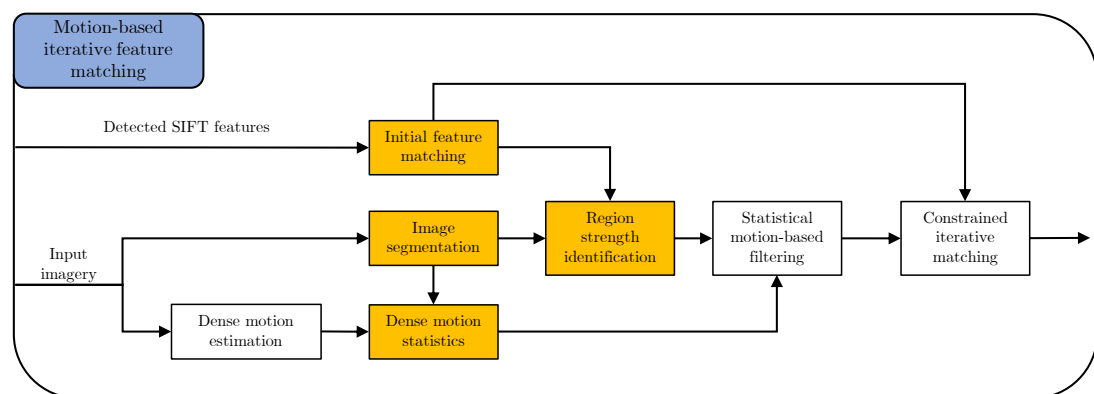 Motion-based
iterative feature
matching
Detected SIFT features
Initial feature
matching
Input
imagery
Image
segmentation
Region
strength
identification
Statistical
motion-based
filtering
Constrained
iterative
matching
Dense motion
estimation
Dense motion
statistics